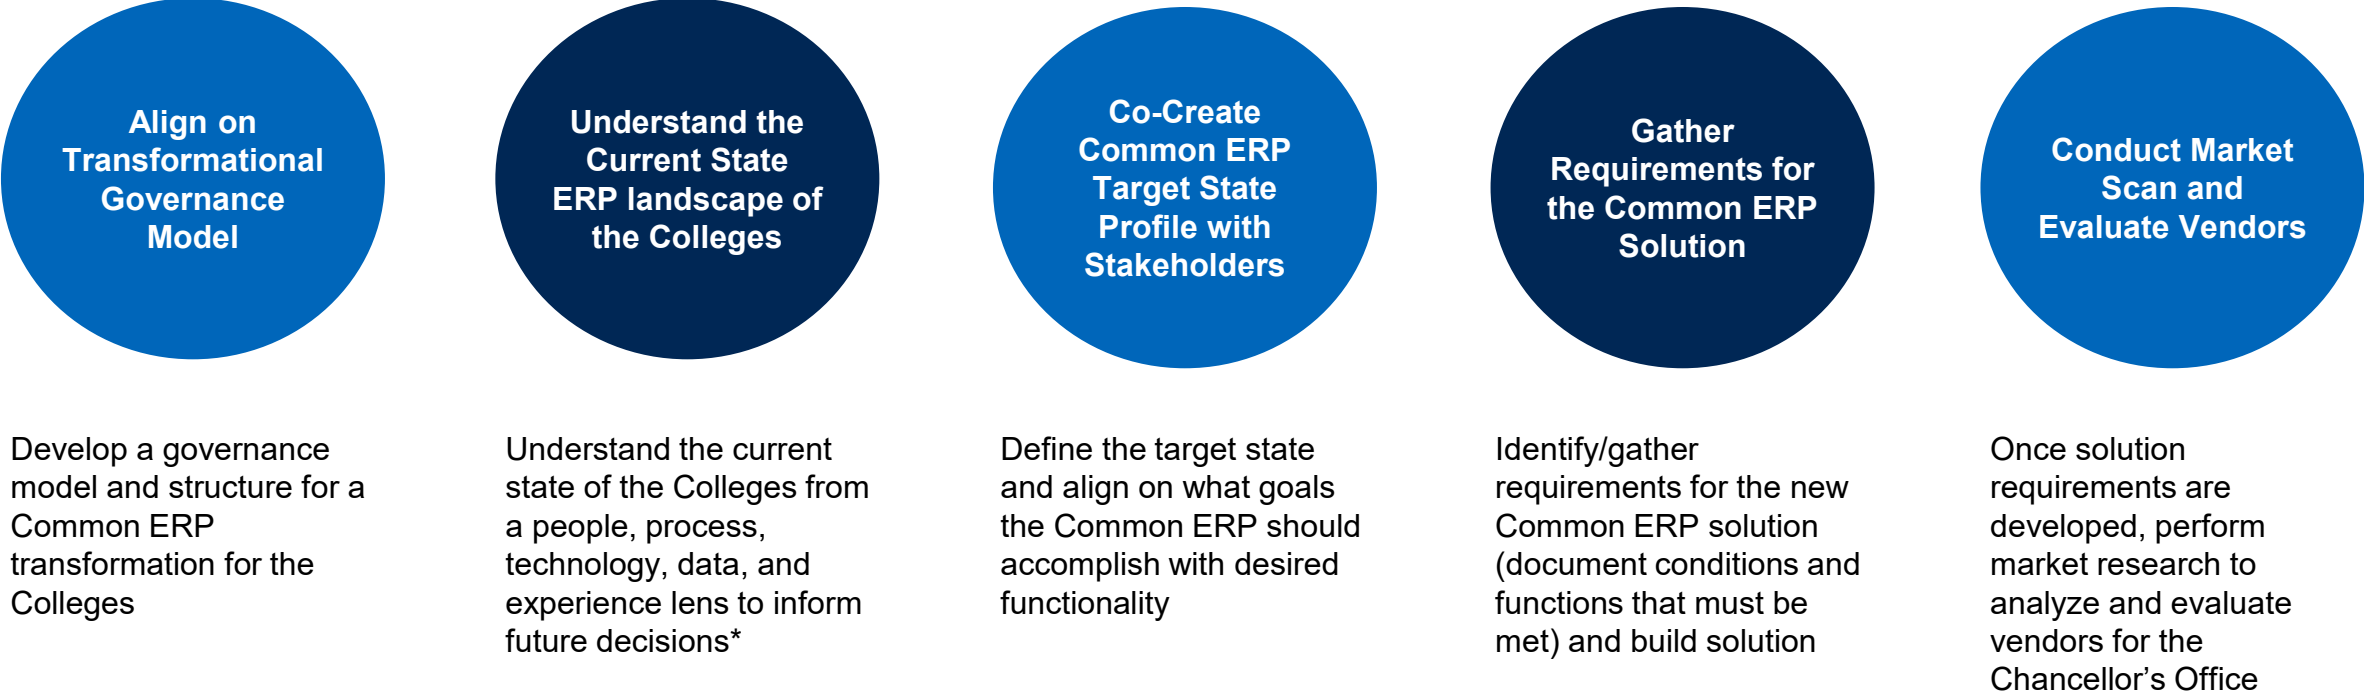 Align on
Transformational
Governance
Model
Understand the
Current State
ERP landscape of
the Colleges
Co-Create
Common ERP
Target State
Profile with
Stakeholders
Gather
Requirements for
the Common ERP
Solution
Conduct Market
Scan and
Evaluate Vendors
Develop a governance
model and structure for a
Common ERP
transformation for the
Colleges
Understand the current
state of the Colleges from
a people, process,
technology, data, and
experience lens to inform
future decisions*
Define the target state
and align on what goals
the Common ERP should
accomplish with desired
functionality
Identify/gather
requirements for the new
Common ERP solution
(document conditions and
functions that must be
met) and build solution
Once solution
requirements are
developed, perform
market research to
analyze and evaluate
vendors for the
Chancellor’s Office